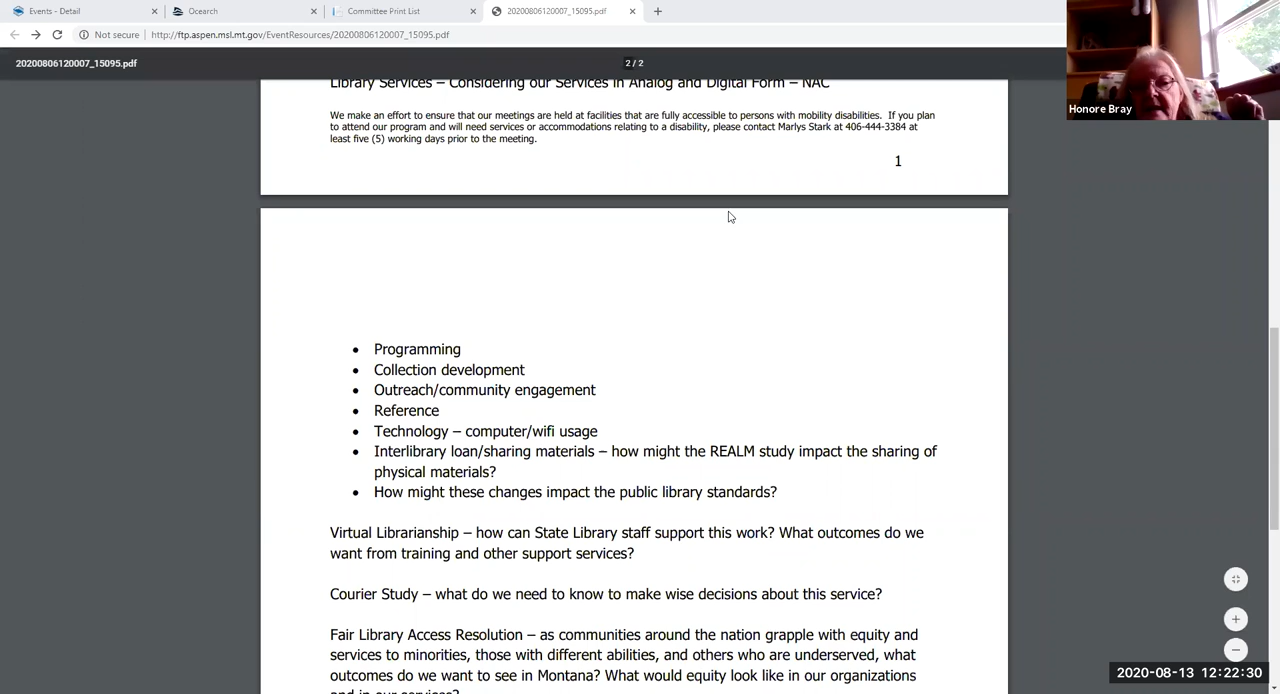 Events - Detail
Ocearch
Committee Print List
20200806120007_15095.pdf
Not secure | http://ftp.aspen.msl.mt.gov/EventResources/20200806120007_15095.pdf
20200806120007_15095.pdf
2 / 2
Honore Bray
Library Services – Considering our Services in Analog and Digital Form – NAC
We make an effort to ensure that our meetings are held at facilities that are fully accessible to persons with mobility disabilities. If you plan
to attend our program and will need services or accommodations relating to a disability, please contact Marlys Stark at 406-444-3384 at
least five (5) working days prior to the meeting.
1
• Programming
• Collection development
• Outreach/community engagement
• Reference
• Technology – computer/wifi usage
• Interlibrary loan/sharing materials – how might the REALM study impact the sharing of
physical materials?
• How might these changes impact the public library standards?
Virtual Librarianship – how can State Library staff support this work? What outcomes do we
want from training and other support services?
Courier Study – what do we need to know to make wise decisions about this service?
Fair Library Access Resolution – as communities around the nation grapple with equity and
services to minorities, those with different abilities, and others who are underserved, what
outcomes do we want to see in Montana? What would equity look like in our organizations
and in our services?
2020-08-13 12:22:30